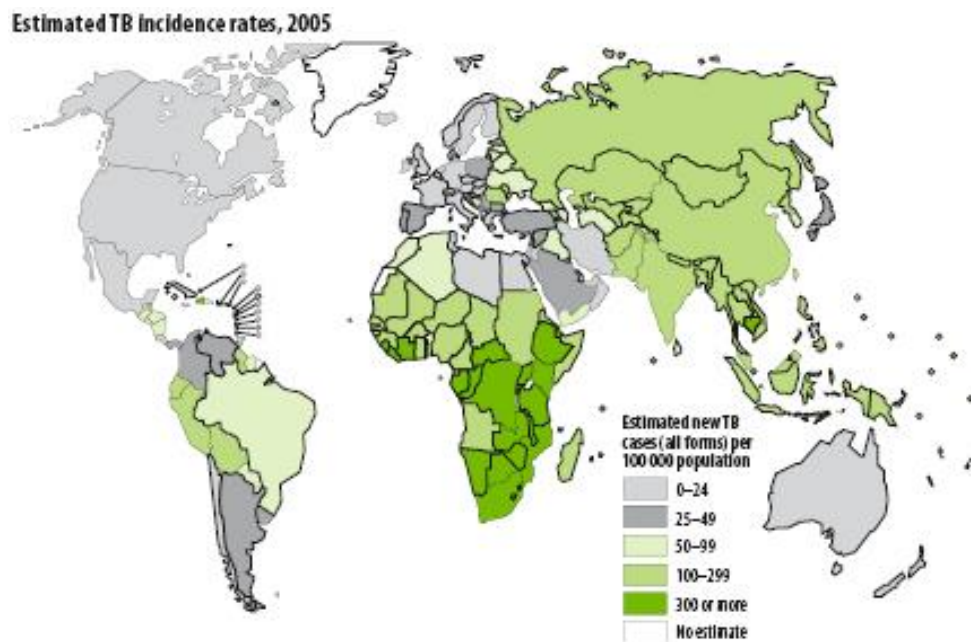 Estimated TB incidence rates, 2005
Estimated new TB
cases (all forms) per
100 000 population
0–24
25–49
50–99
100–299
300 or more
No estimate